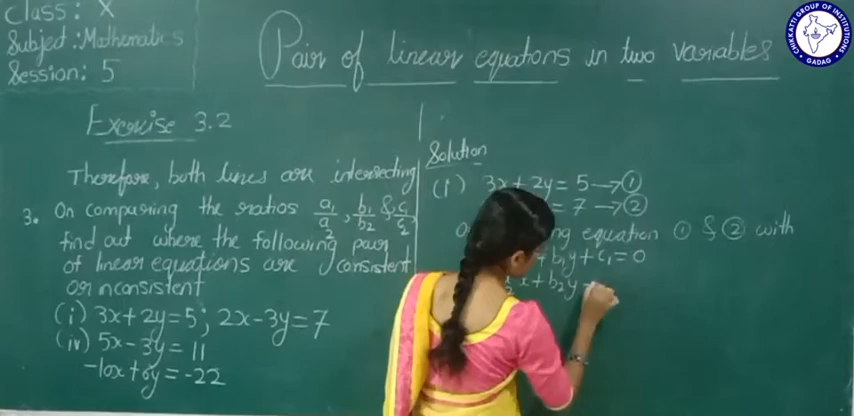 Class: X
Subject: Mathematics
Session: 5
Pair of linear equations in two variables
CHIKKATTI GROUP OF INSTITUTIONS
GADAG
Exercise 3.2
Therefore, both lines are intersecting
3. On comparing the ratios a₁/a₂, b₁/b₂ & c₁/c₂
find out where the following pair
of linear equations are consistent
or inconsistent
(i) 3x + 2y = 5; 2x - 3y = 7
(iv) 5x - 3y = 11
-10x + 6y = -22
Solution
(i) 3x + 2y = 5 → ①
= 7 → ②
equation ① & ② with
+ b₁y + c₁ = 0
x + b₂y